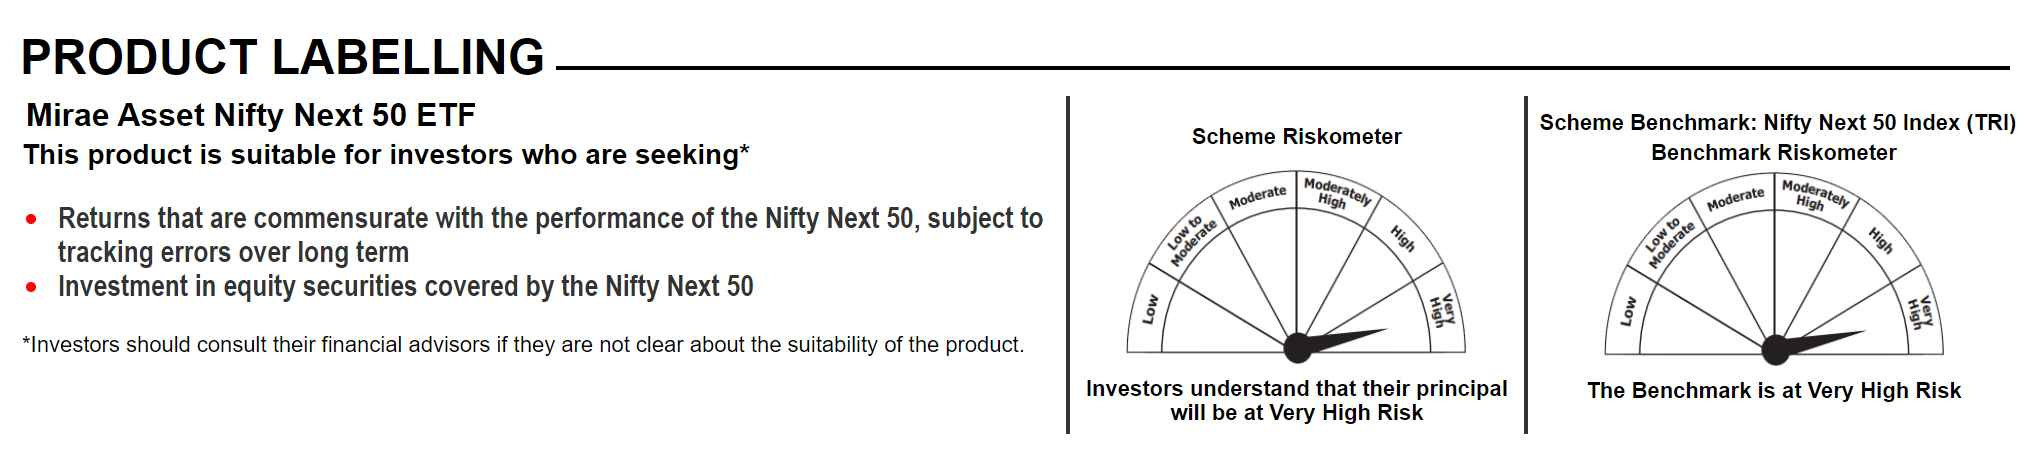 PRODUCT LABELLING
Mirae Asset Nifty Next 50 ETF
This product is suitable for investors who are seeking*
● Returns that are commensurate with the performance of the Nifty Next 50, subject to
tracking errors over long term
● Investment in equity securities covered by the Nifty Next 50
*Investors should consult their financial advisors if they are not clear about the suitability of the product.
Scheme Riskometer
Low
Low to
Moderate
Moderate
Moderately
High
High
Very
High
Investors understand that their principal
will be at Very High Risk
Scheme Benchmark: Nifty Next 50 Index (TRI)
Benchmark Riskometer
Low
Low to
Moderate
Moderate
Moderately
High
High
Very
High
The Benchmark is at Very High Risk